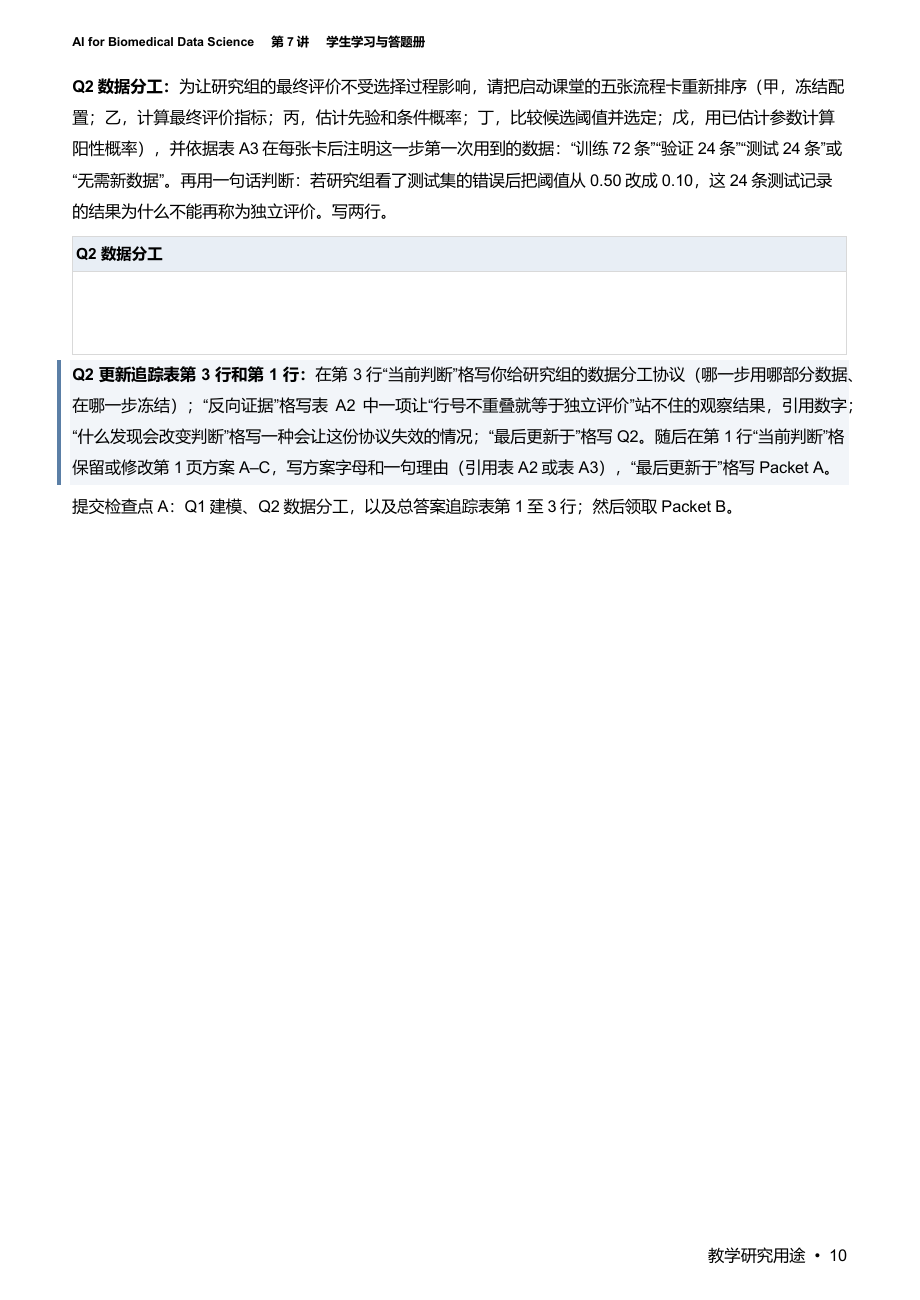 AI for Biomedical Data Science 第 7 讲 学生学习与答题册
Q2 数据分工：为让研究组的最终评价不受选择过程影响，请把启动课堂的五张流程卡重新排序（甲，冻结配
置；乙，计算最终评价指标；丙，估计先验和条件概率；丁，比较候选阈值并选定；戊，用已估计参数计算
阳性概率），并依据表 A3 在每张卡后注明这一步第一次用到的数据：“训练 72 条”“验证 24 条”“测试 24 条”或
“无需新数据”。再用一句话判断：若研究组看了测试集的错误后把阈值从 0.50 改成 0.10，这 24 条测试记录
的结果为什么不能再称为独立评价。写两行。
Q2 数据分工
Q2 更新追踪表第 3 行和第 1 行：在第 3 行“当前判断”格写你给研究组的数据分工协议（哪一步用哪部分数据、
在哪一步冻结）；“反向证据”格写表 A2 中一项让“行号不重叠就等于独立评价”站不住的观察结果，引用数字；
“什么发现会改变判断”格写一种会让这份协议失效的情况；“最后更新于”格写 Q2。随后在第 1 行“当前判断”格
保留或修改第 1 页方案 A–C，写方案字母和一句理由（引用表 A2 或表 A3），“最后更新于”格写 Packet A。
提交检查点 A：Q1 建模、Q2 数据分工，以及总答案追踪表第 1 至 3 行；然后领取 Packet B。
教学研究用途 • 10